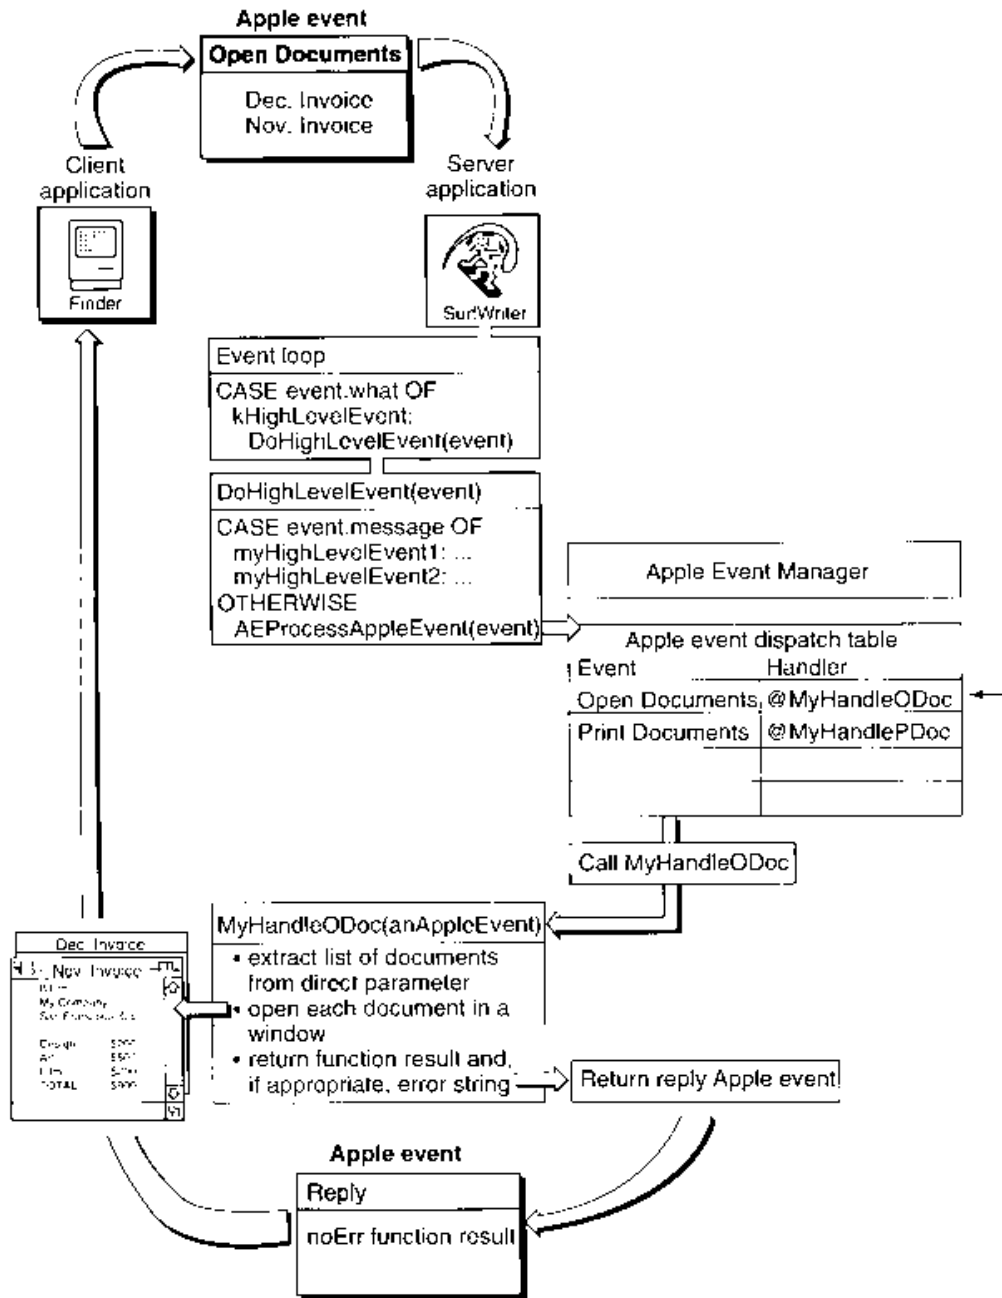 Apple event
Open Documents
Dec. Invoice
Nov. Invoice
Client
application
Finder
Server
application
SurfWriter
Event loop
CASE event.what OF
kHighLevelEvent:
DoHighLevelEvent(event)
DoHighLevelEvent(event)
CASE event.message OF
myHighLevelEvent1: ...
myHighLevelEvent2: ...
OTHERWISE
AEProcessAppleEvent(event)
Apple Event Manager
Apple event dispatch table
Event Handler
Open Documents @MyHandleODoc
Print Documents @MyHandlePDoc
Call MyHandleODoc
MyHandleODoc(anAppleEvent)
• extract list of documents
from direct parameter
• open each document in a
window
• return function result and,
if appropriate, error string
Dec. Invoice
Nov. Invoice
My Company
Design
TOTAL
Return reply Apple event
Apple event
Reply
noErr function result